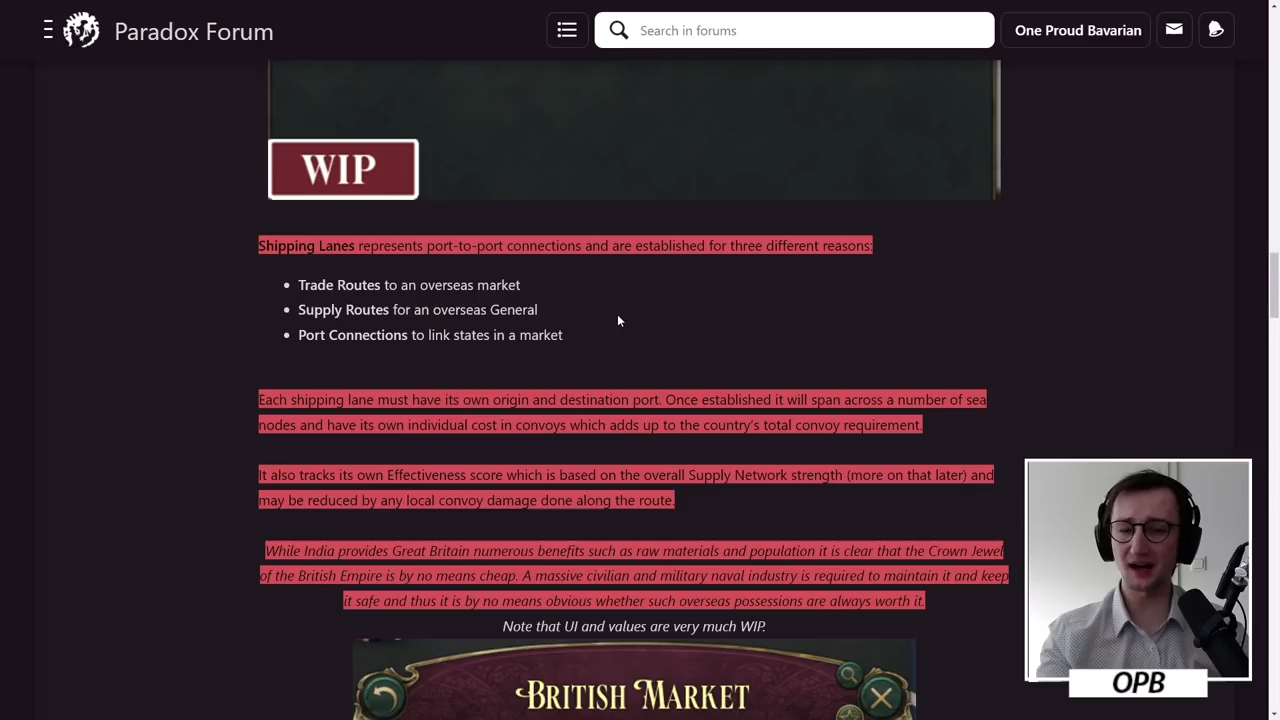 Paradox Forum
Search in forums
One Proud Bavarian
WIP
Shipping Lanes represents port-to-port connections and are established for three different reasons:
Trade Routes to an overseas market
Supply Routes for an overseas General
Port Connections to link states in a market
Each shipping lane must have its own origin and destination port. Once established it will span across a number of sea
nodes and have its own individual cost in convoys which adds up to the country's total convoy requirement.
It also tracks its own Effectiveness score which is based on the overall Supply Network strength (more on that later) and
may be reduced by any local convoy damage done along the route.
While India provides Great Britain numerous benefits such as raw materials and population it is clear that the Crown Jewel
of the British Empire is by no means cheap. A massive civilian and military naval industry is required to maintain it and keep
it safe and thus it is by no means obvious whether such overseas possessions are always worth it.
Note that UI and values are very much WIP.
BRITISH MARKET
OPB